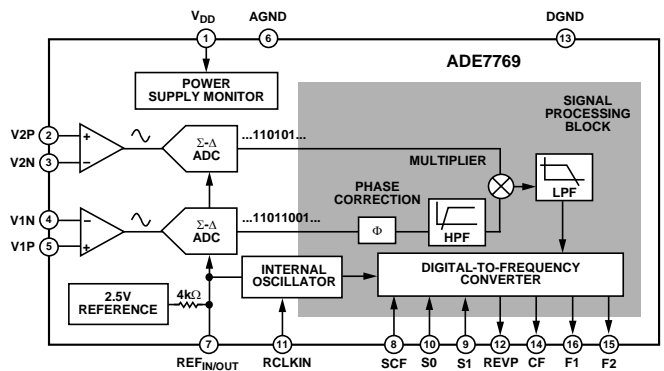 VDD
AGND
DGND
1
6
13
ADE7769
POWER
SUPPLY MONITOR
SIGNAL
PROCESSING
BLOCK
V2P 2
+
Σ-Δ
ADC
...110101...
V2N 3
–
MULTIPLIER
LPF
PHASE
CORRECTION
V1N 4
–
Σ-Δ
ADC
...11011001...
Φ
HPF
V1P 5
+
INTERNAL
OSCILLATOR
DIGITAL-TO-FREQUENCY
CONVERTER
2.5V
REFERENCE
4kΩ
7
11
8
10
9
12
14
16
15
REFIN/OUT
RCLKIN
SCF
S0
S1
REVP
CF
F1
F2